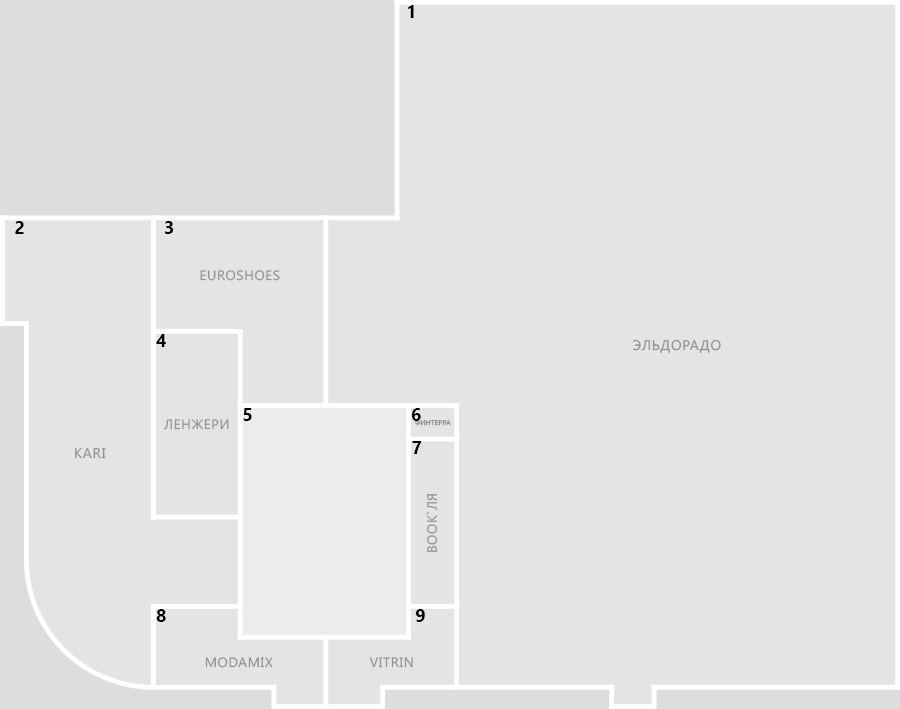 1
2
3
EUROSHOES
4
ЭЛЬДОРАДО
5
6
ФИНТЕРРА
ЛЕНЖЕРИ
7
KARI
BOOK`ЛЯ
8
9
MODAMIX
VITRIN